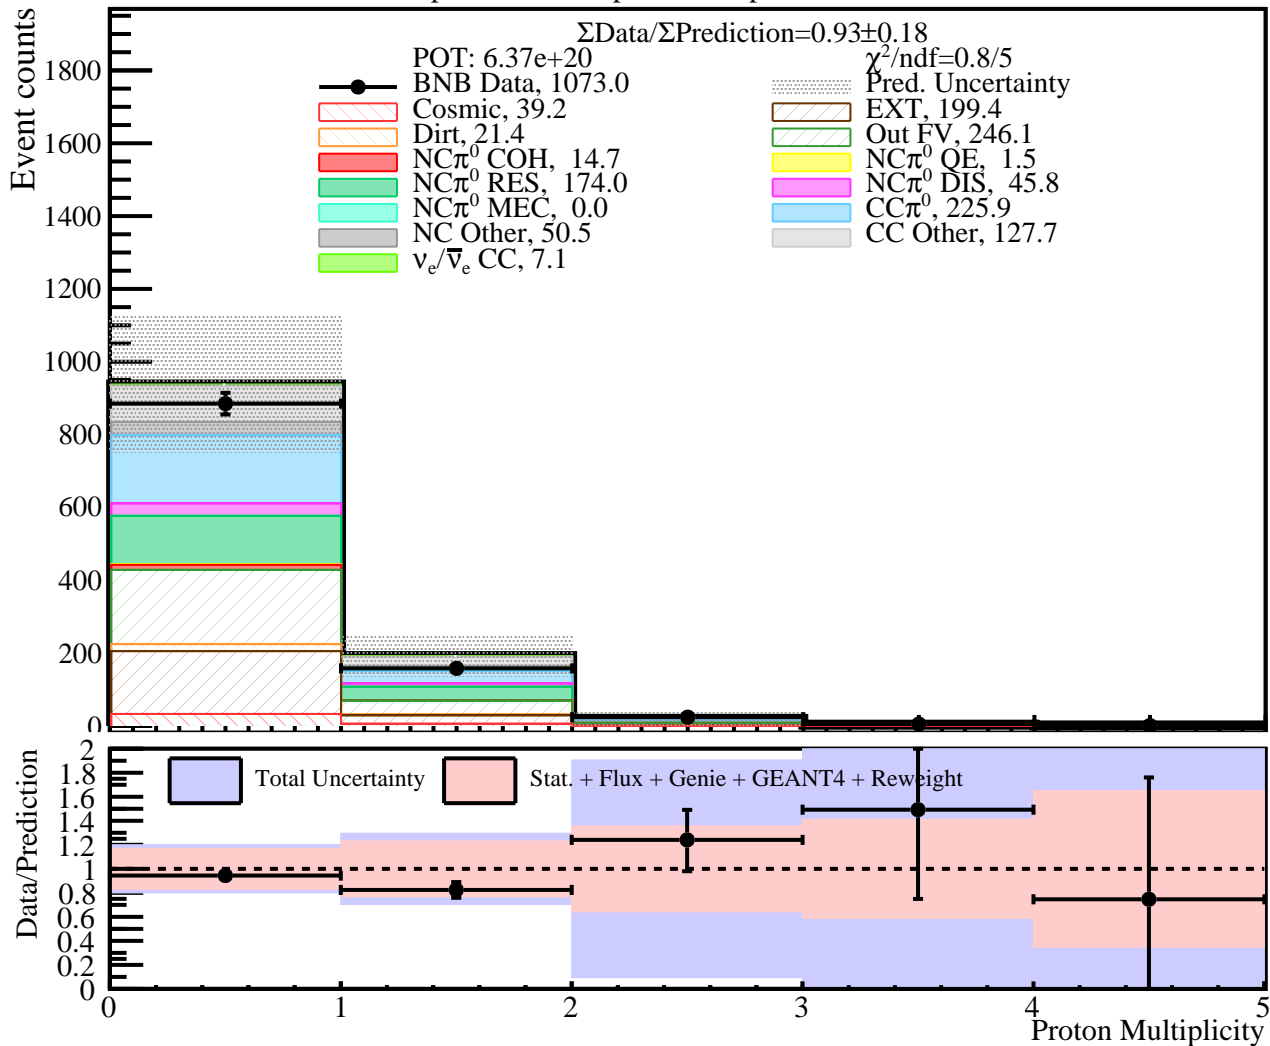 ΣData/ΣPrediction=0.93±0.18
POT: 6.37e+20
χ²/ndf=0.8/5
BNB Data, 1073.0
Pred. Uncertainty
Cosmic, 39.2
EXT, 199.4
Dirt, 21.4
Out FV, 246.1
NCπ⁰ COH, 14.7
NCπ⁰ QE, 1.5
NCπ⁰ RES, 174.0
NCπ⁰ DIS, 45.8
NCπ⁰ MEC, 0.0
CCπ⁰, 225.9
NC Other, 50.5
CC Other, 127.7
νₑ/ν̅ₑ CC, 7.1
Event counts
1800
1600
1400
1200
1000
800
600
400
200
0
Total Uncertainty
Stat. + Flux + Genie + GEANT4 + Reweight
Data/Prediction
2
1.8
1.6
1.4
1.2
1
0.8
0.6
0.4
0.2
0
0 1 2 3 4 5
Proton Multiplicity